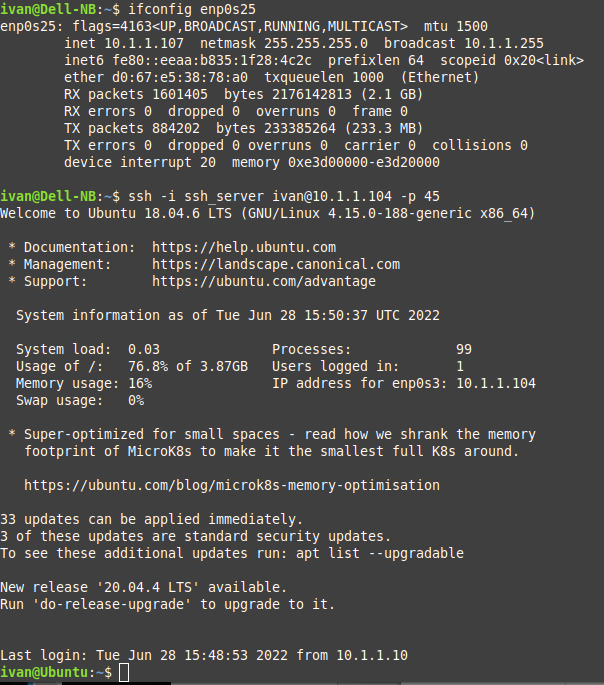 ivan@Dell-NB:~$ ifconfig enp0s25
enp0s25: flags=4163<UP,BROADCAST,RUNNING,MULTICAST>  mtu 1500
        inet 10.1.1.107  netmask 255.255.255.0  broadcast 10.1.1.255
        inet6 fe80::eeaa:b835:1f28:4c2c  prefixlen 64  scopeid 0x20<link>
        ether d0:67:e5:38:78:a0  txqueuelen 1000  (Ethernet)
        RX packets 1601405  bytes 2176142813 (2.1 GB)
        RX errors 0  dropped 0  overruns 0  frame 0
        TX packets 884202  bytes 233385264 (233.3 MB)
        TX errors 0  dropped 0 overruns 0  carrier 0  collisions 0
        device interrupt 20  memory 0xe3d00000-e3d20000
ivan@Dell-NB:~$ ssh -i ssh_server ivan@10.1.1.104 -p 45
Welcome to Ubuntu 18.04.6 LTS (GNU/Linux 4.15.0-188-generic x86_64)
 * Documentation:  https://help.ubuntu.com
 * Management:     https://landscape.canonical.com
 * Support:        https://ubuntu.com/advantage
  System information as of Tue Jun 28 15:50:37 UTC 2022
  System load:  0.03              Processes:             99
  Usage of /:   76.8% of 3.87GB   Users logged in:       1
  Memory usage: 16%               IP address for enp0s3: 10.1.1.104
  Swap usage:   0%
 * Super-optimized for small spaces - read how we shrank the memory
   footprint of MicroK8s to make it the smallest full K8s around.
   https://ubuntu.com/blog/microk8s-memory-optimisation
33 updates can be applied immediately.
3 of these updates are standard security updates.
To see these additional updates run: apt list --upgradable
New release '20.04.4 LTS' available.
Run 'do-release-upgrade' to upgrade to it.
Last login: Tue Jun 28 15:48:53 2022 from 10.1.1.10
ivan@Ubuntu:~$